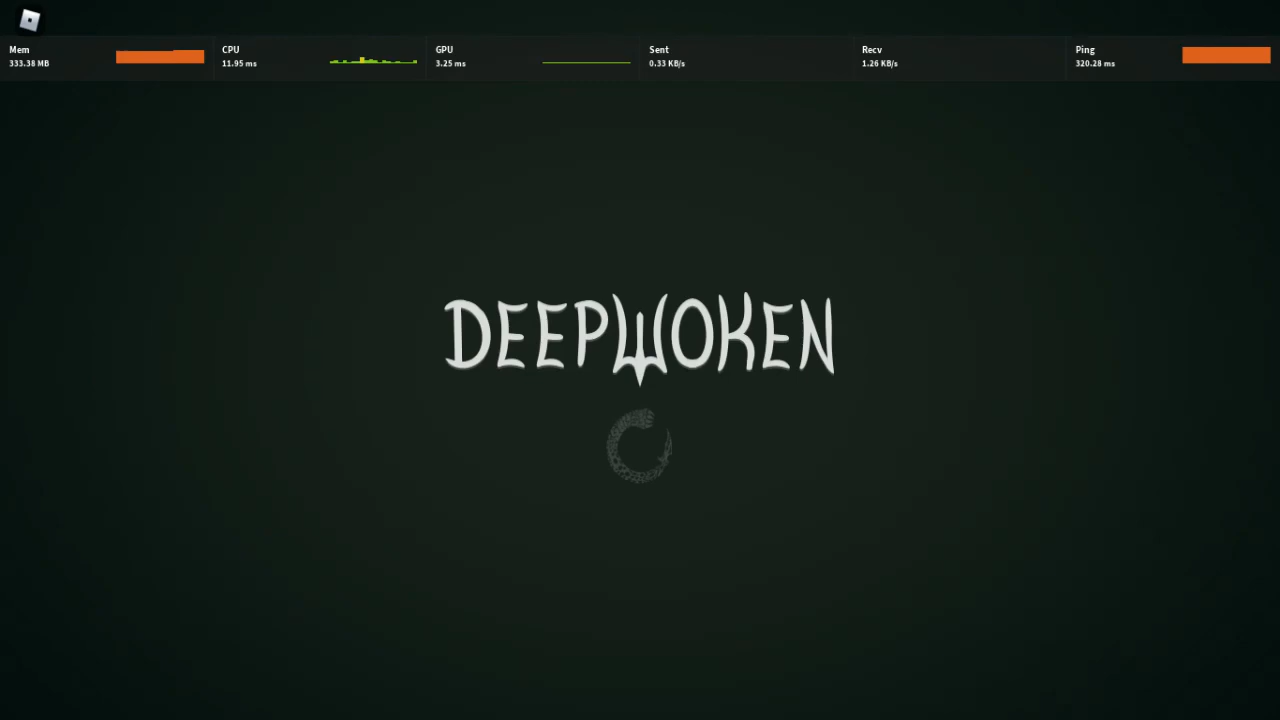 Mem
333.38 MB
CPU
11.95 ms
GPU
3.25 ms
Sent
0.33 KB/s
Recv
1.26 KB/s
Ping
320.28 ms
DEEPWOKEN